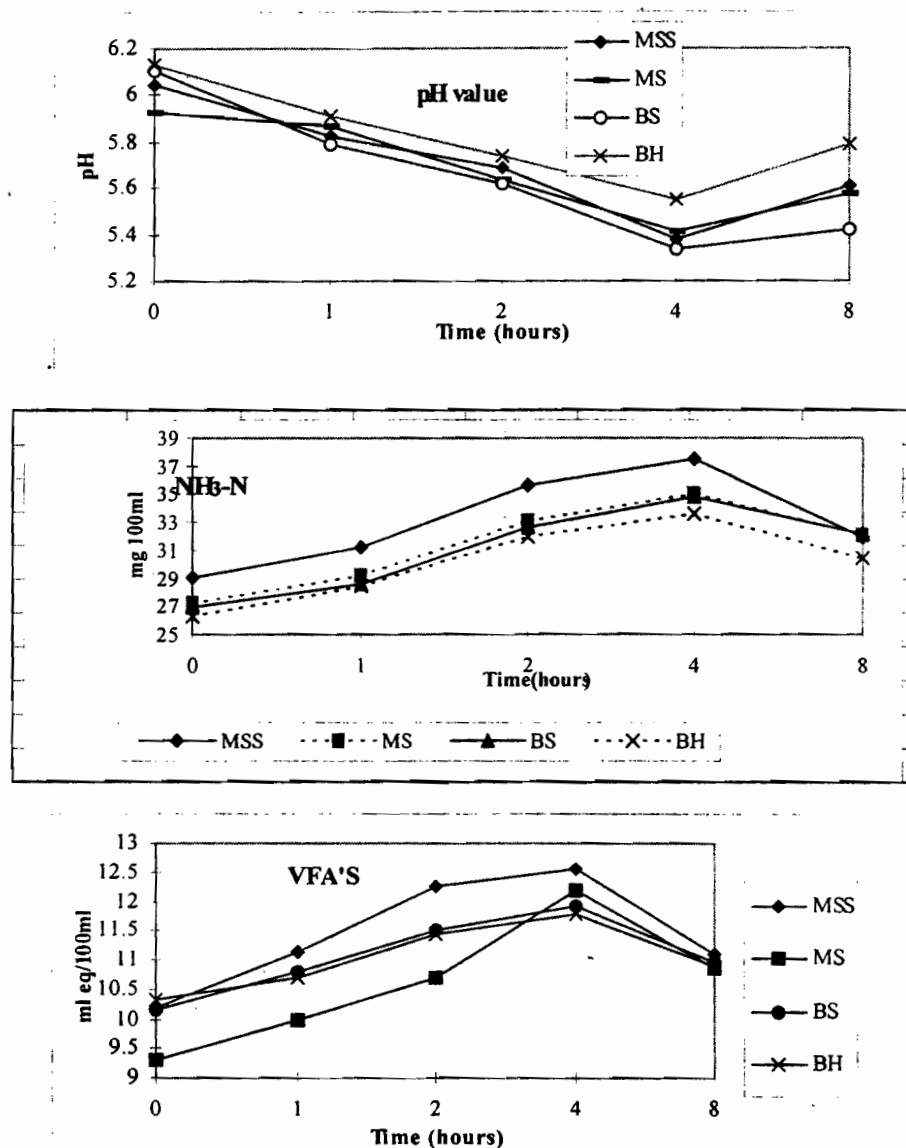 pH value
MSS
MS
BS
BH
pH
6.2
6
5.8
5.6
5.4
5.2
0 1 2 4 8
Time (hours)
NH3-N
mg 100ml
39
37
35
33
31
29
27
25
0 1 2 4 8
Time(hours)
MSS MS BS BH
VFA'S
ml eq/100ml
13
12.5
12
11.5
11
10.5
10
9.5
9
0 1 2 4 8
Time (hours)
MSS
MS
BS
BH